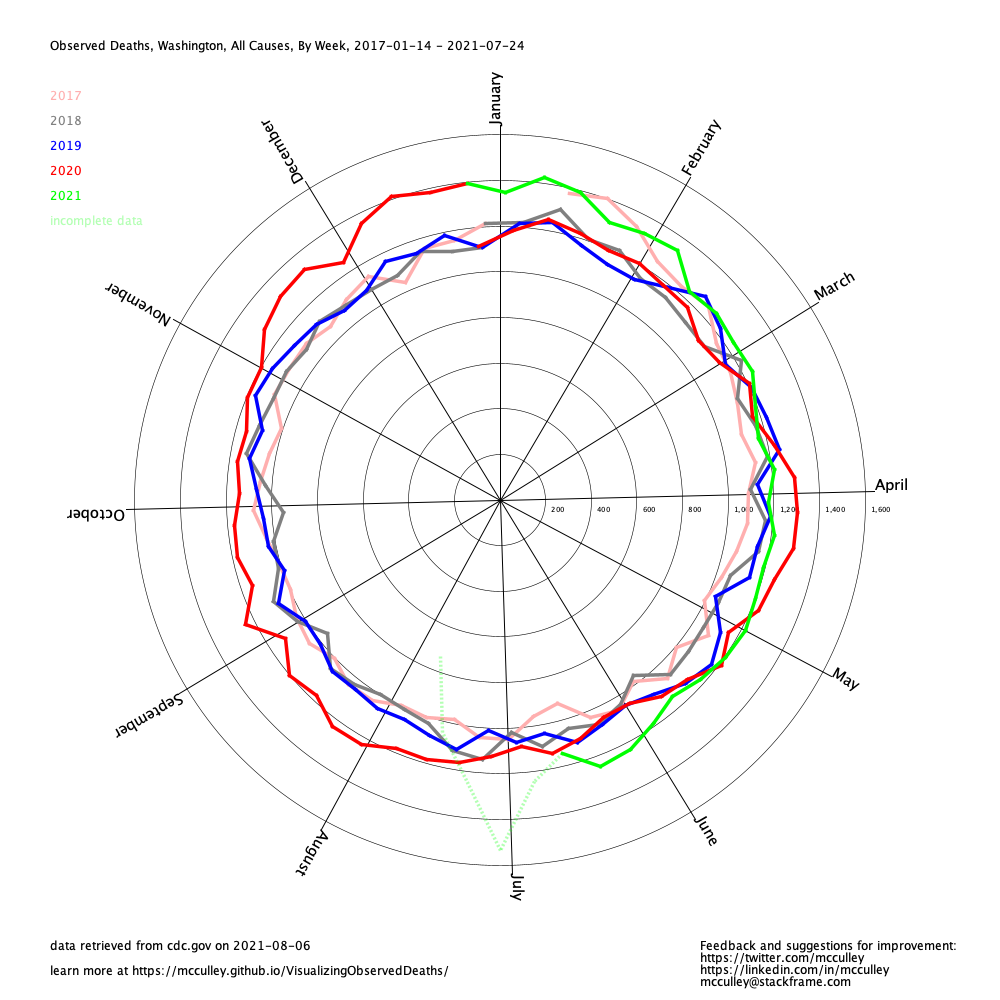 Observed Deaths, Washington, All Causes, By Week, 2017-01-14 - 2021-07-24
2017
2018
2019
2020
2021
incomplete data
January
February
March
April
May
June
July
August
September
October
November
December
200
400
600
800
1,000
1,200
1,400
1,600
data retrieved from cdc.gov on 2021-08-06
learn more at https://mcculley.github.io/VisualizingObservedDeaths/
Feedback and suggestions for improvement:
https://twitter.com/mcculley
https://linkedin.com/in/mcculley
mcculley@stackframe.com